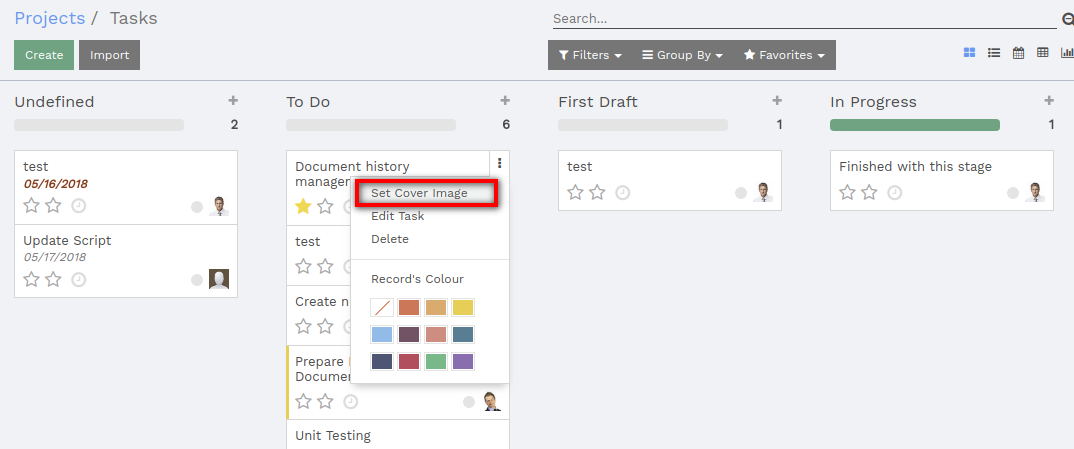 Projects / Tasks
Search...
Create Import
Filters Group By Favorites
Undefined
2
test
05/16/2018
Update Script
05/17/2018
To Do
6
Document history
Set Cover Image
Edit Task
Delete
Record's Colour
test
Create
Prepare
Unit Testing
First Draft
1
test
In Progress
1
Finished with this stage